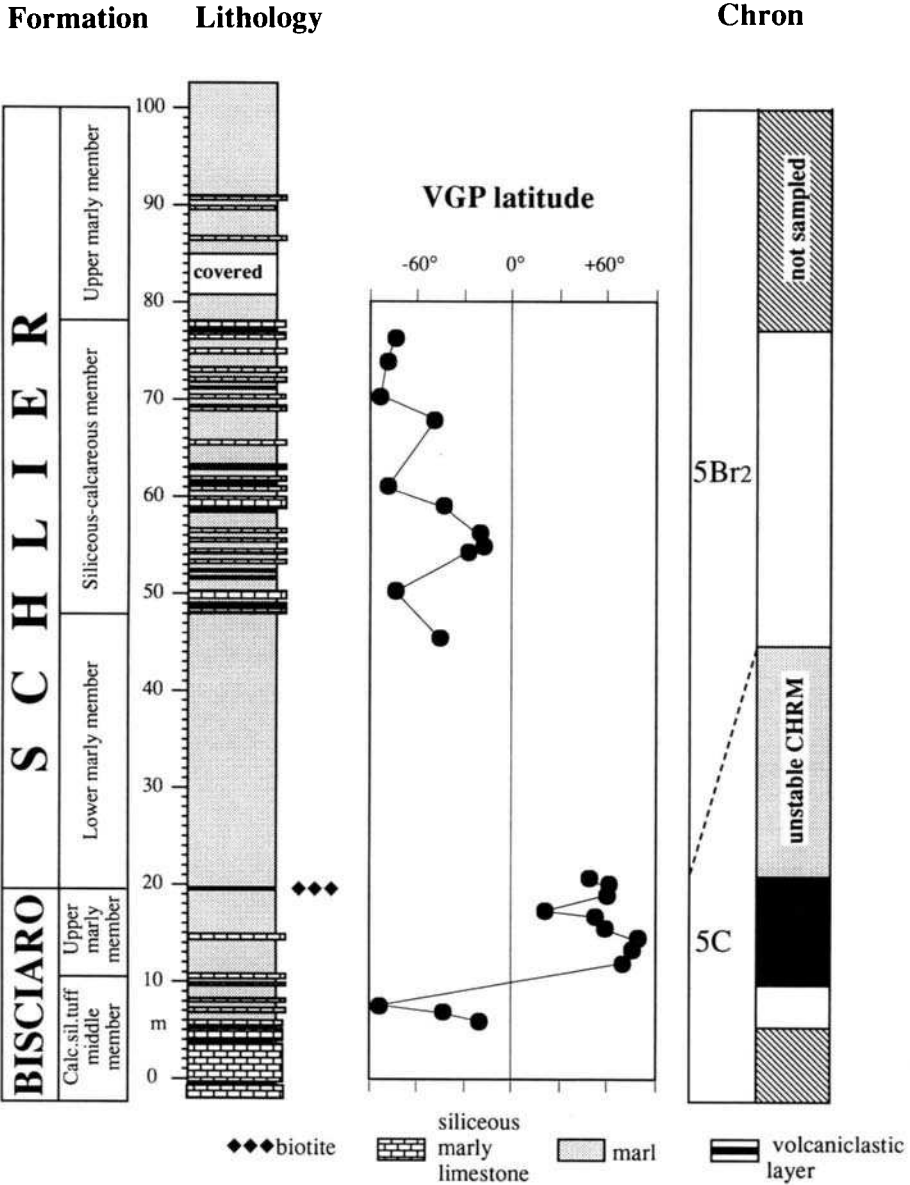 Formation Lithology Chron
SCHLIER
BISCIARO
Upper marly member
Siliceous-calcareous member
Lower marly member
Upper
marly
member
Calc.sil.tuff
middle
member
100
90
80
70
60
50
40
30
20
10
m
0
covered
VGP latitude
-60° 0° +60°
5Br2
5C
not sampled
unstable CHRM
biotite
siliceous
marly
limestone
marl
volcaniclastic
layer